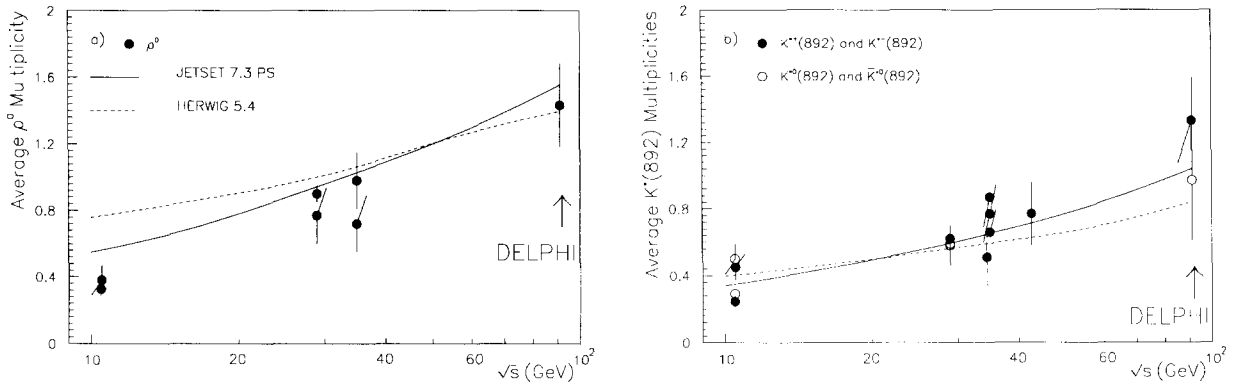 2
1.6
1.2
0.8
0.4
0
Average ρ⁰ Multiplicity
a) ● ρ⁰
JETSET 7.3 PS
HERWIG 5.4
DELPHI
10 20 40 60 10²
√s (GeV)
2
1.6
1.2
0.8
0.4
0
Average K*(892) Multiplicities
b) ● K*⁺(892) and K*⁻(892)
○ K*⁰(892) and K̅*⁰(892)
DELPHI
10 20 40 60 10²
√s (GeV)